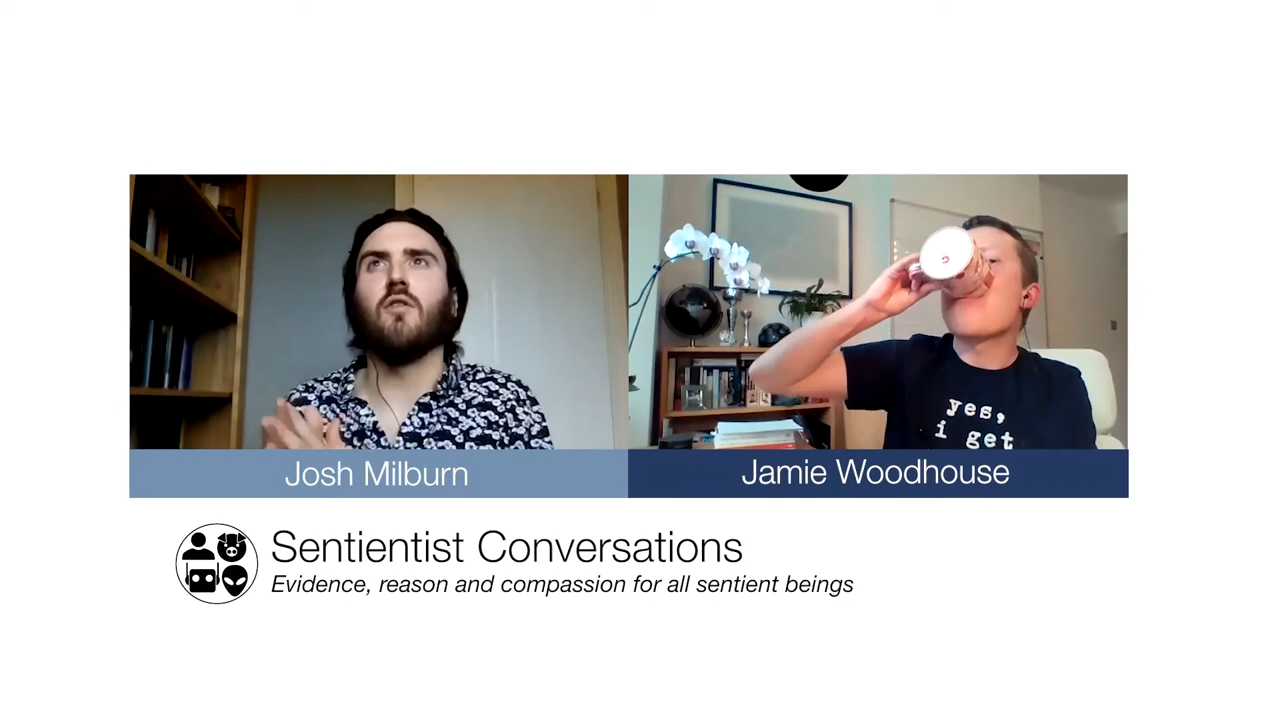 yes,
i get
Josh Milburn
Jamie Woodhouse
Sentientist Conversations
Evidence, reason and compassion for all sentient beings